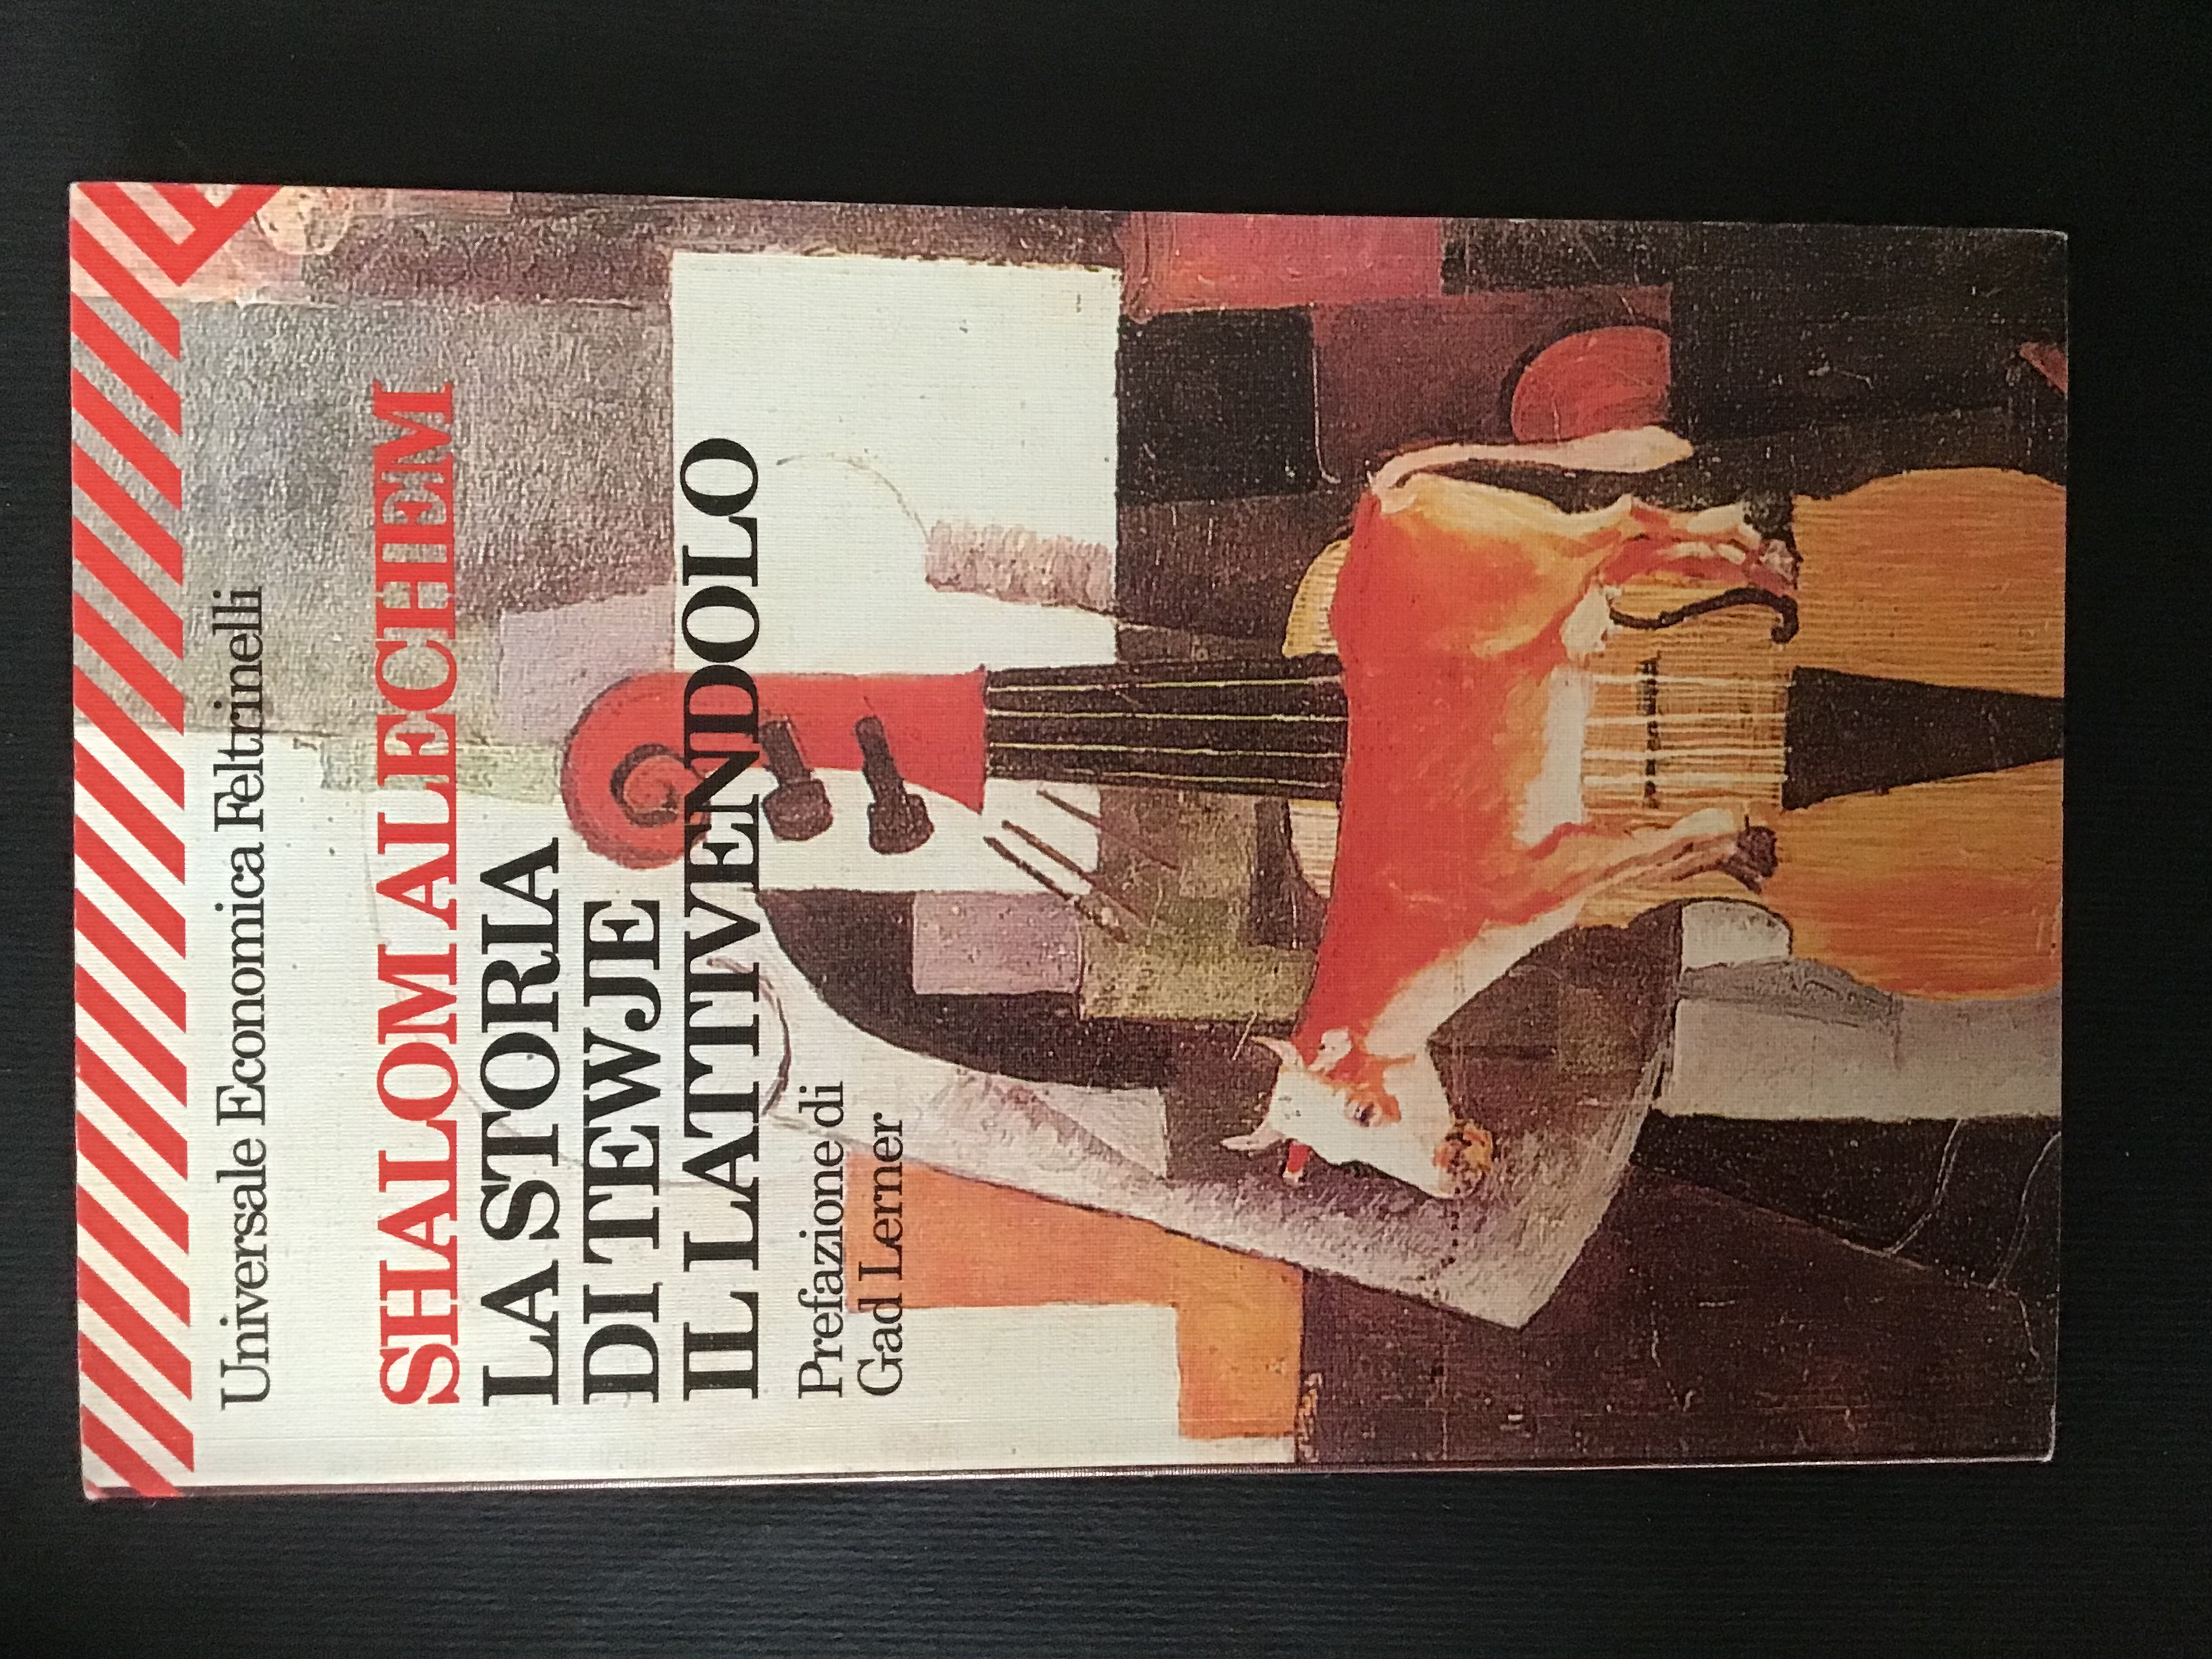 Universale Economica Feltrinelli
SHALOM ALECHEM
LA STORIA
DI TEWJE
IL LATTIVENDOLO
Prefazione di
Gad Lerner